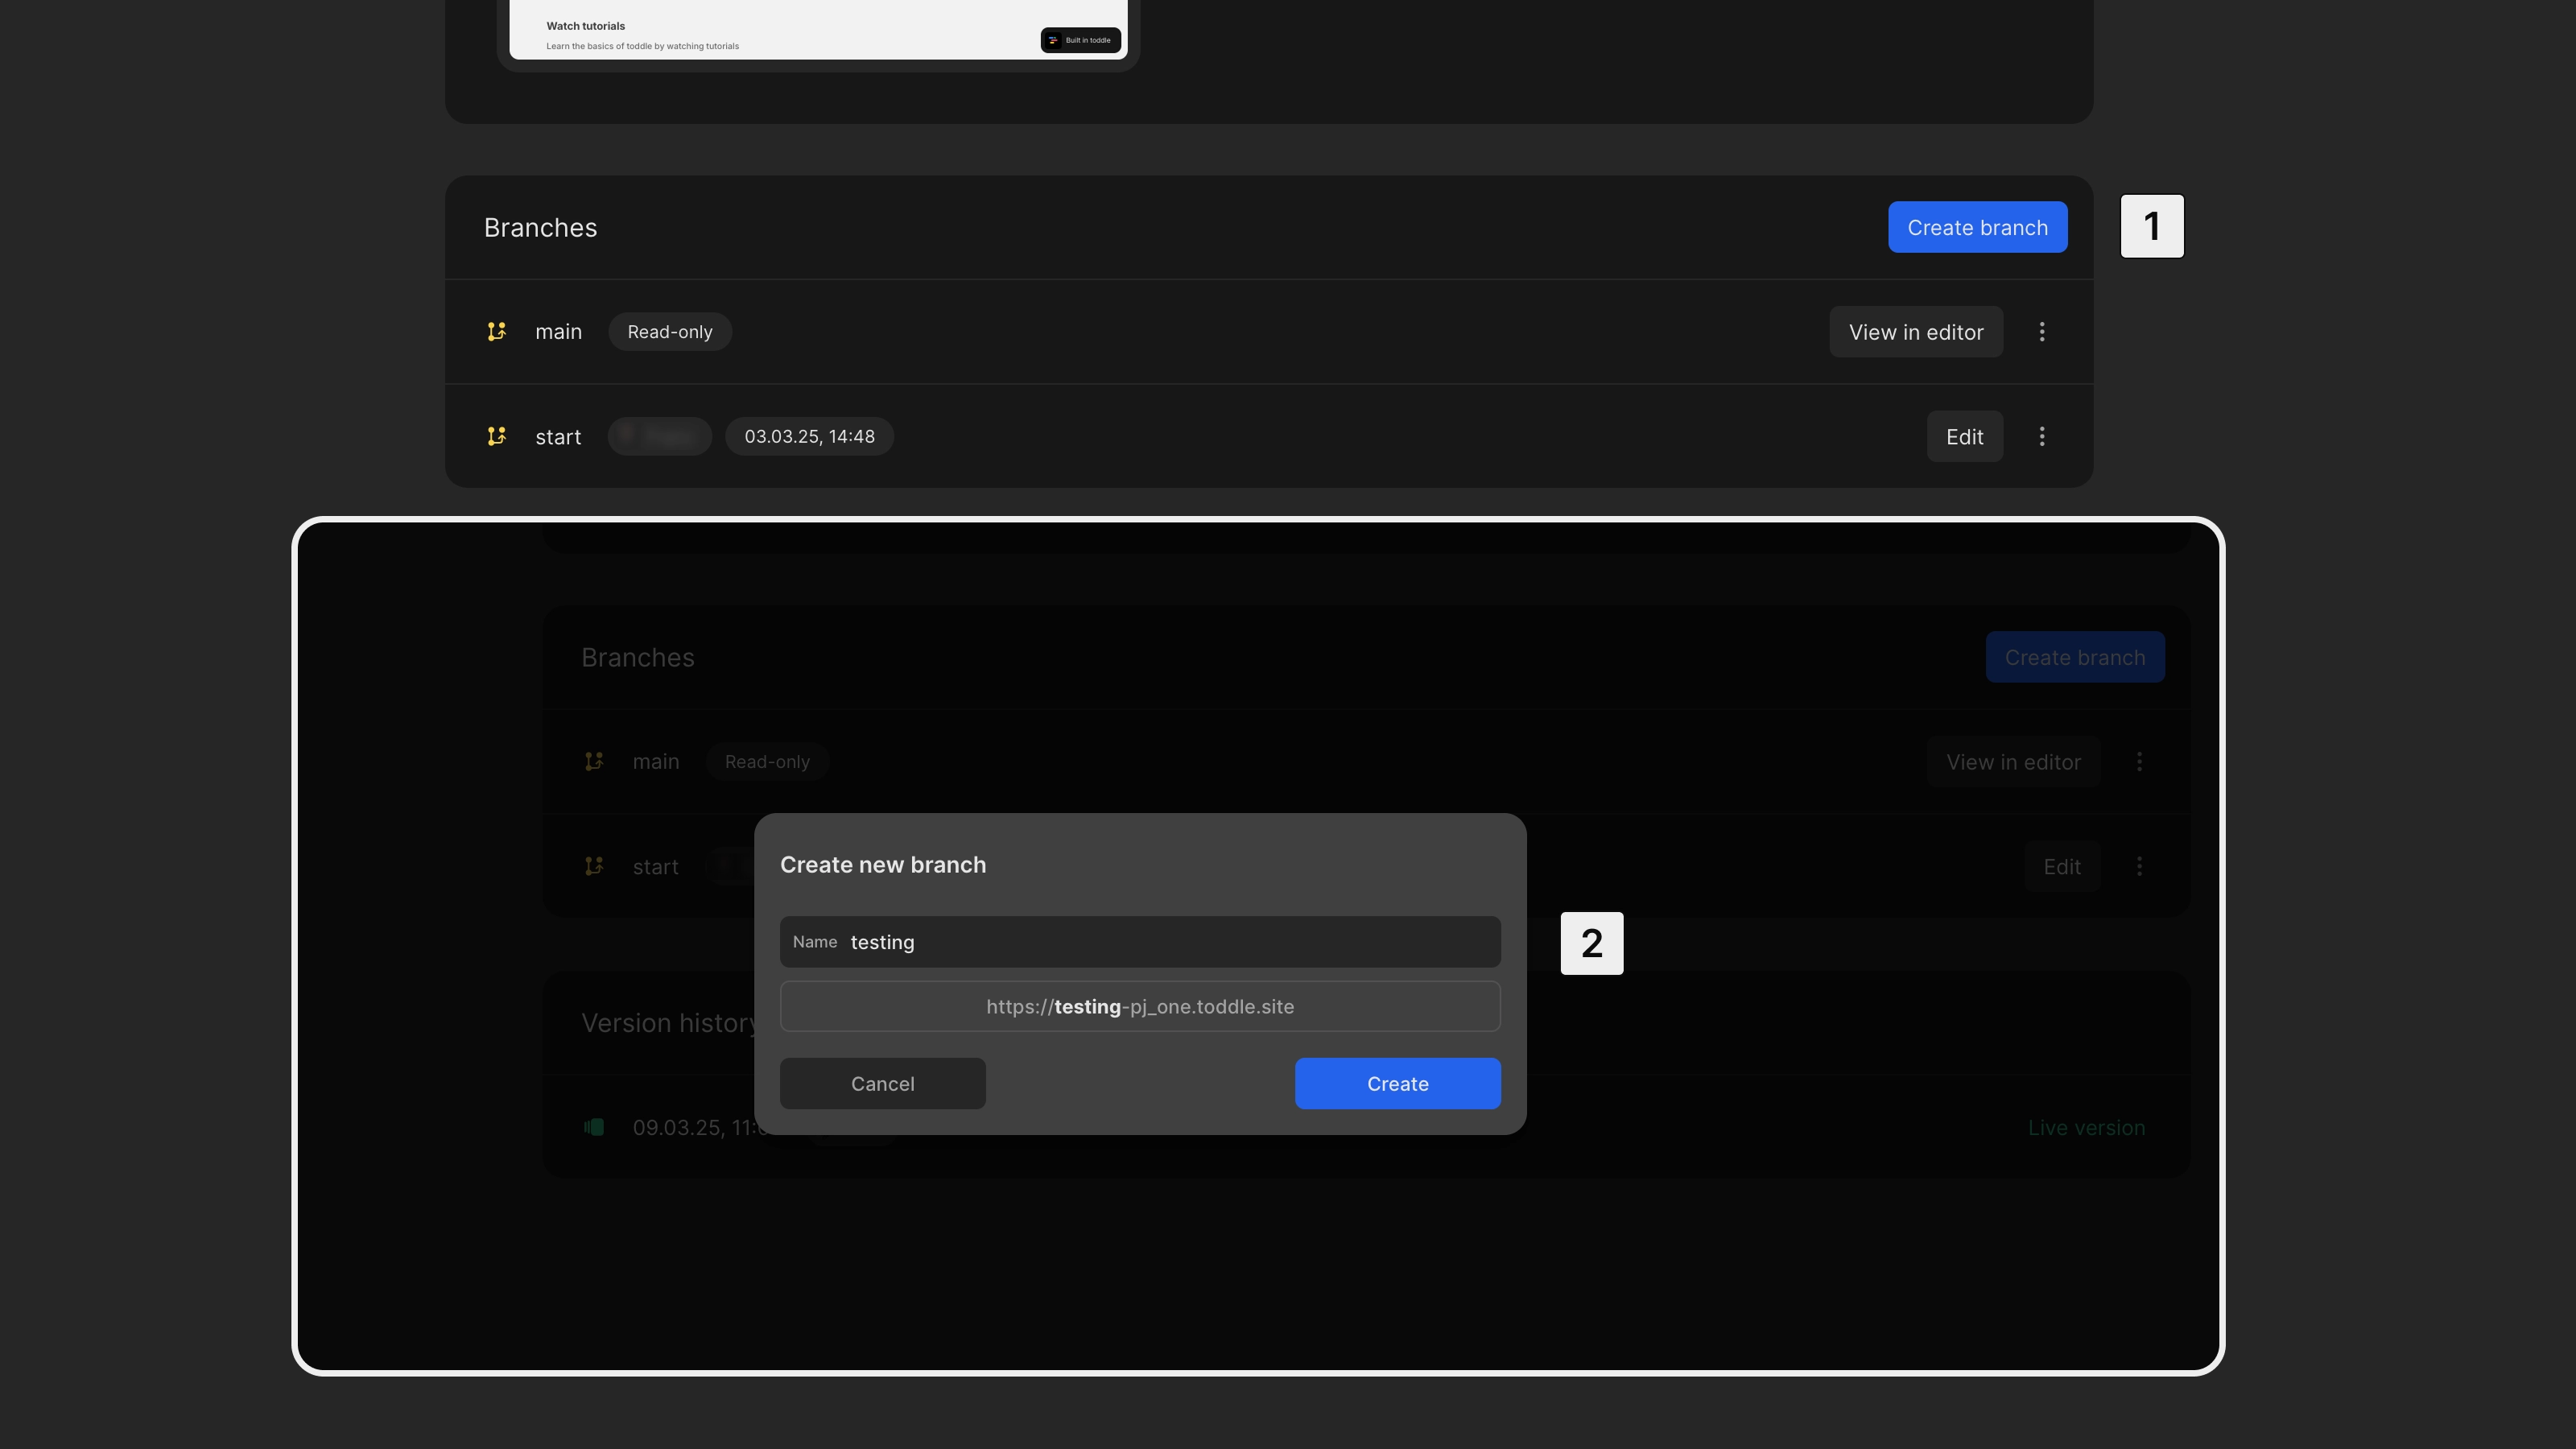 Watch tutorials
Learn the basics of toddle by watching tutorials
Built in toddle
Branches
Create branch
1
main
Read-only
View in editor
start
03.03.25, 14:48
Edit
Branches
Create branch
main
Read-only
View in editor
start
Edit
Create new branch
Name testing
2
https://testing-pj_one.toddle.site
Cancel
Create
Version history
09.03.25, 11:
Live version